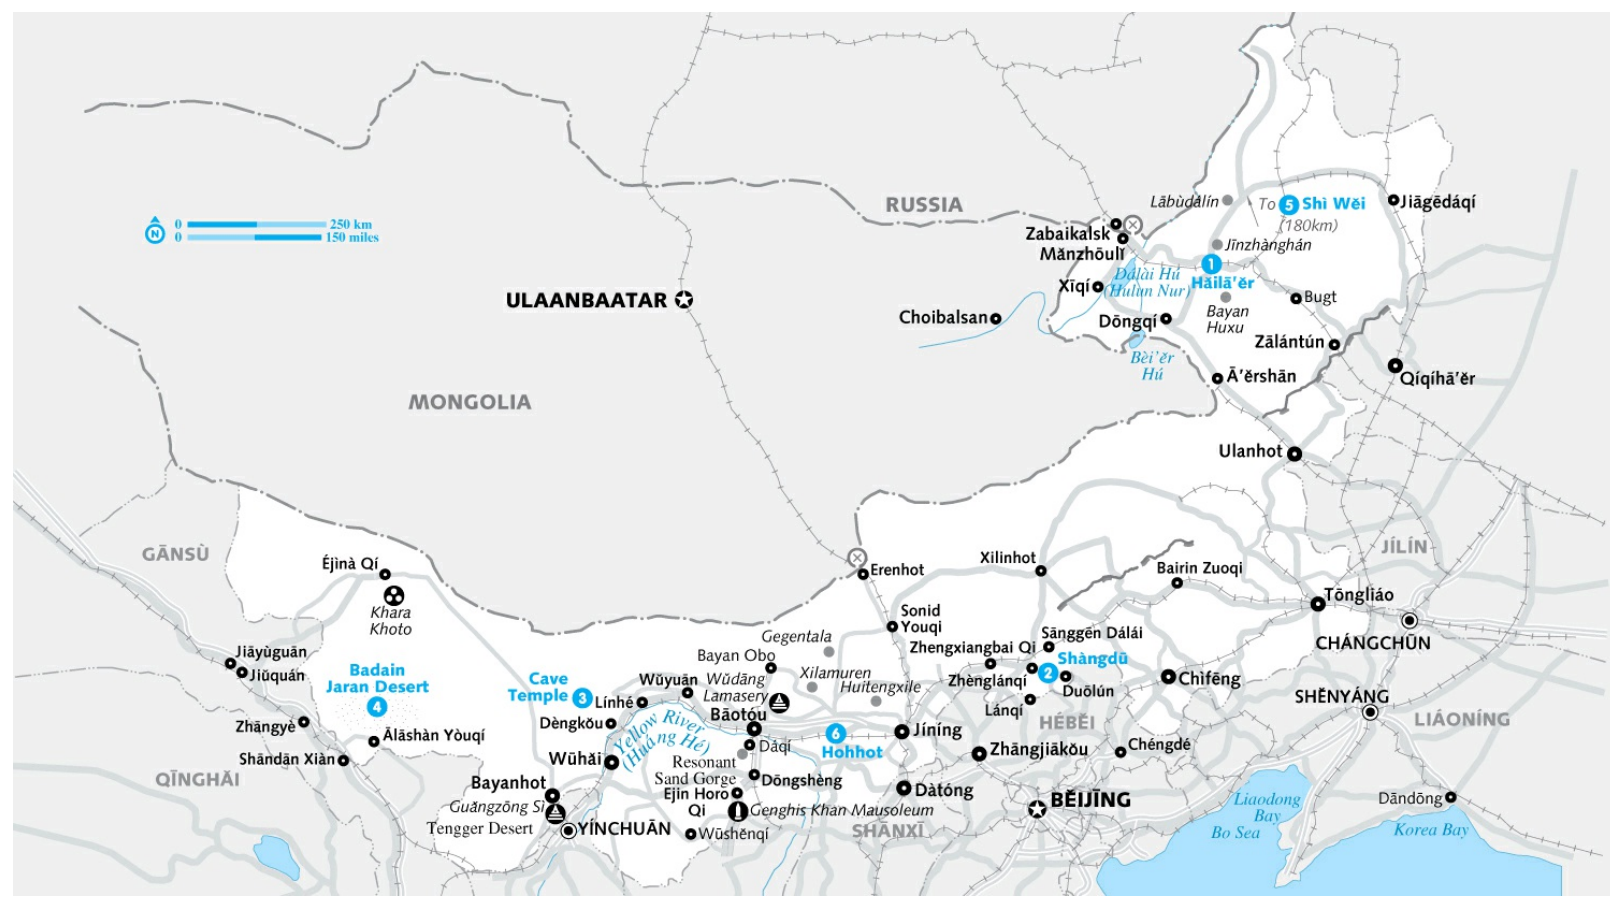 0 250 km
0 150 miles
N
RUSSIA
Lābùdálín
To 5 Shì Wěi
(180km)
Jiāgēdáqí
Zabaikalsk
Mǎnzhōulǐ
Jīnzhànghán
1
Hǎilā'ěr
Dálài Hú
(Hulun Nur)
Xīqí
Bayan
Huxu
Bugt
ULAANBAATAR
Choibalsan
Dōngqí
Zālántún
Bèi'ěr
Hú
Ā'ěrshān
Qíqíhā'ěr
MONGOLIA
Ulanhot
GĀNSÙ
Éjìnà Qí
Khara
Khoto
Erenhot
Xilinhot
Bairin Zuoqi
JÍLÍN
Tōngliáo
CHÁNGCHŪN
Sonid
Youqi
Gegentala
Zhengxiangbai Qi
Sānggēn Dálái
Jiāyùguān
Jiǔquán
Badain
Jaran Desert
4
Cave
Temple 3
Línhé
Wǔyuán
Bayan Obo
Wǔdāng
Lamasery
Xilamuren
Huitengxile
Zhènglánqí
2
Shàngdū
Duōlún
Chìfēng
Lánqí
HÉBĚI
SHĚNYÁNG
LIÁONÍNG
Zhāngyè
Ālāshàn Yòuqí
Dèngkǒu
Yellow River
(Huáng Hé)
Bāotóu
Dáqi
6
Hohhot
Jíníng
Zhāngjiākǒu
Chéngdé
Shāndān Xiàn
QĪNGHǍI
Wūhǎi
Resonant
Sand Gorge
Dōngshèng
Ejin Horo
Qi
Genghis Khan Mausoleum
Bayanhot
Guǎngzōng Sì
Tengger Desert
YÍNCHUĀN
Wūshěnqí
Dàtóng
SHĀNXĪ
BĚIJĪNG
Liaodong
Bay
Bo Sea
Dāndōng
Korea Bay